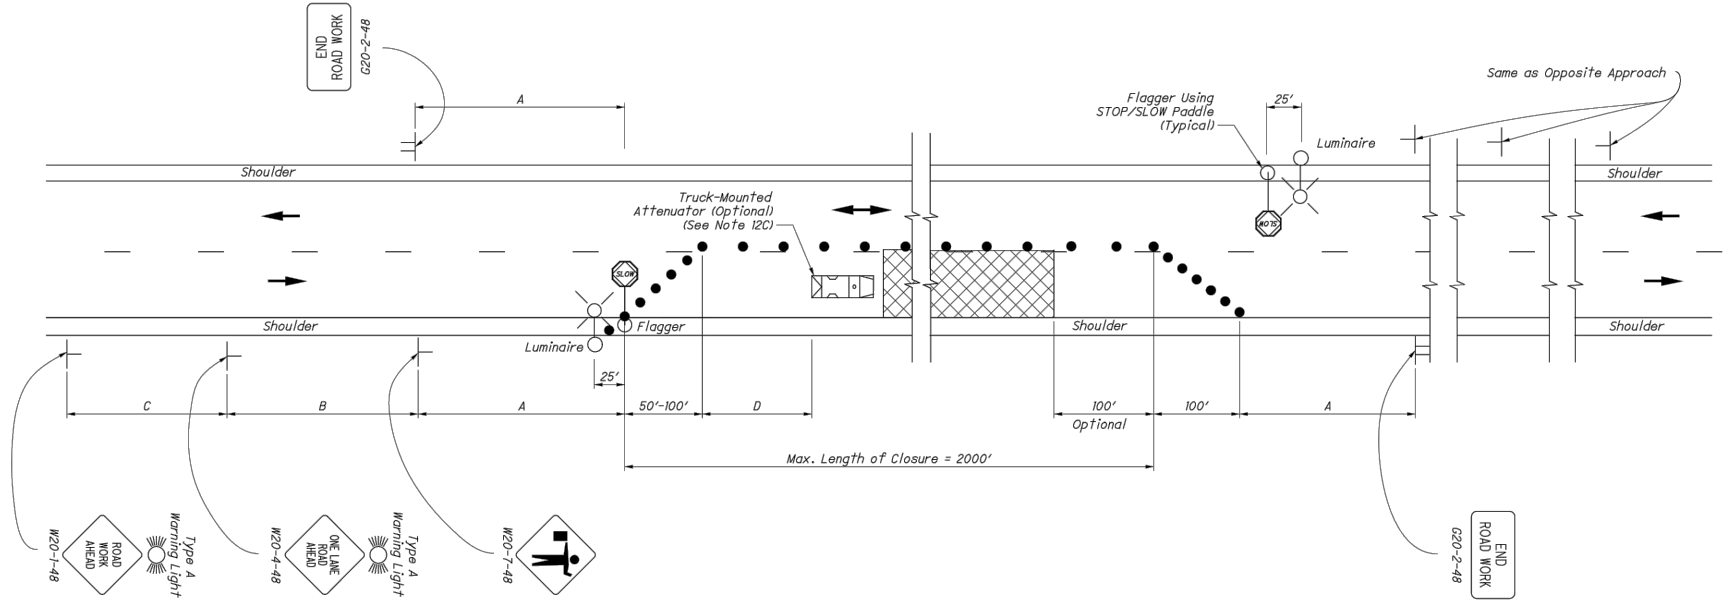 END
ROAD WORK
G20-2-48
A
Same as Opposite Approach
Flagger Using
STOP/SLOW Paddle
(Typical)
25'
Luminaire
Shoulder
Shoulder
Truck-Mounted
Attenuator (Optional)
(See Note 12C)
SLOW
SLOW
Shoulder
Flagger
Shoulder
Shoulder
Luminaire
25'
C
B
A
50'-100'
D
100'
Optional
100'
A
Max. Length of Closure = 2000'
W20-1-48
ROAD
WORK
AHEAD
Type A
Warning Light
W20-4-48
ONE LANE
ROAD
AHEAD
Type A
Warning Light
W20-7-48
G20-2-48
END
ROAD WORK